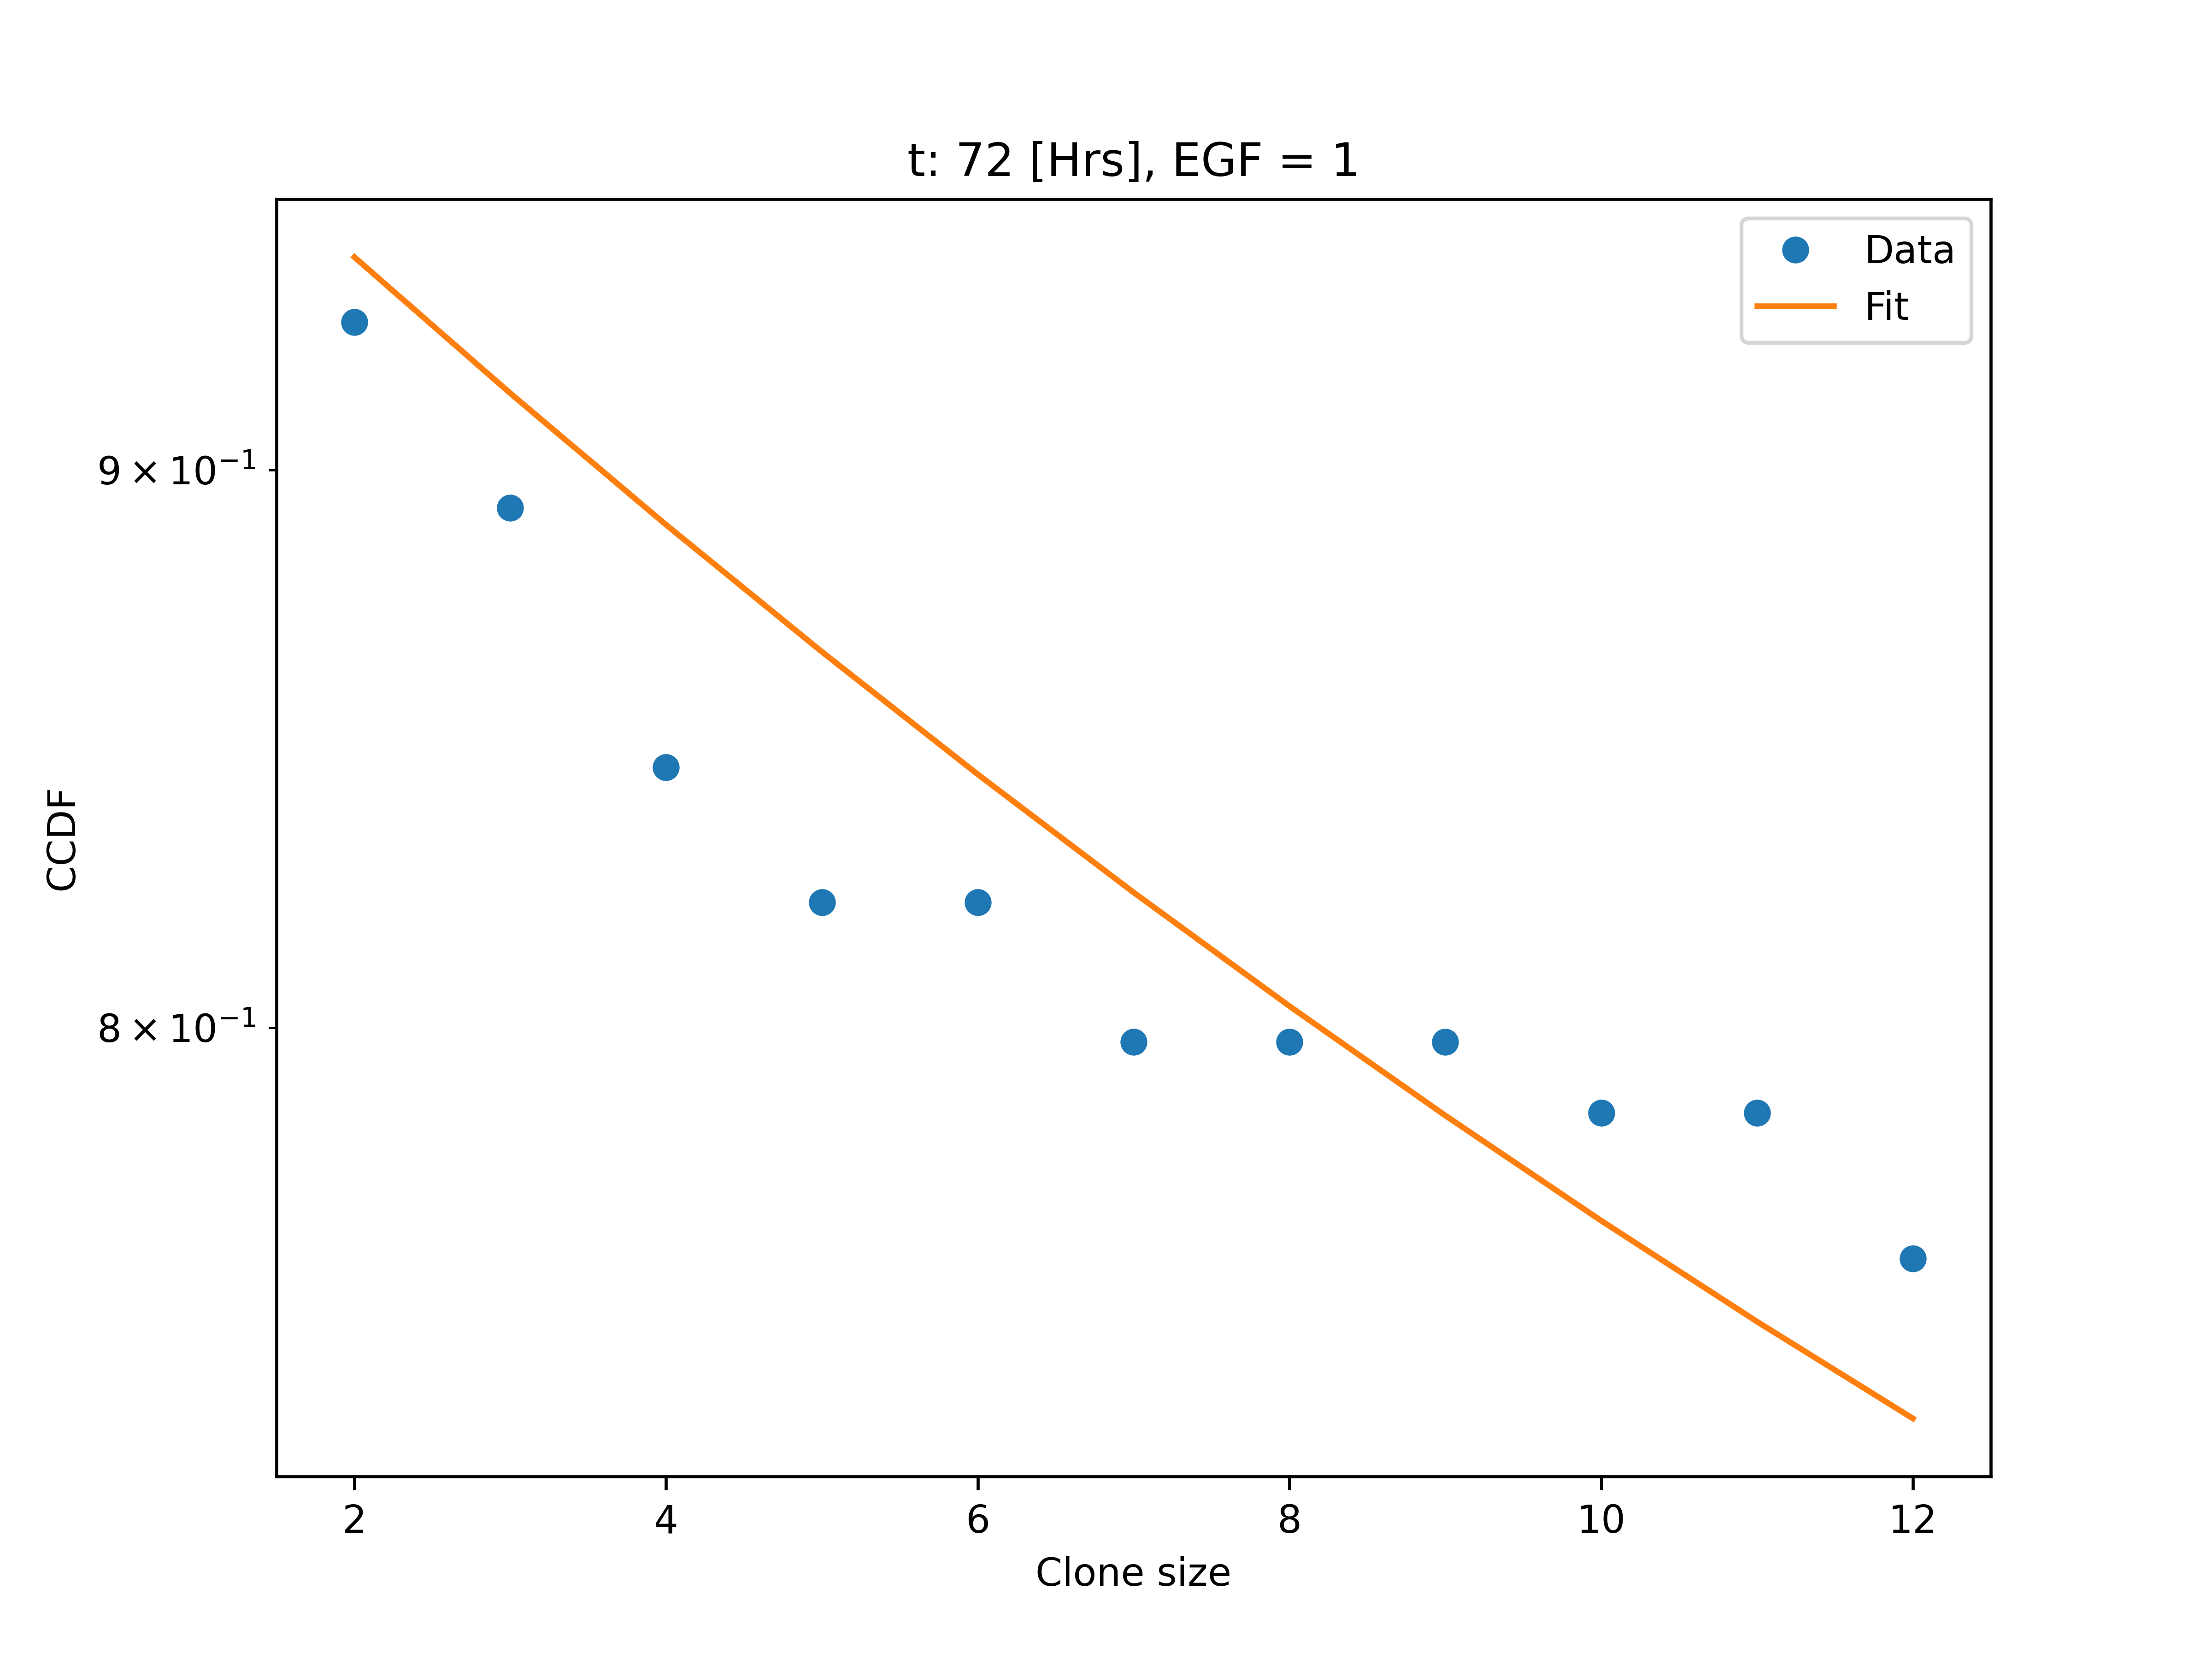 t: 72 [Hrs], EGF = 1
Data
Fit
9 × 10⁻¹
8 × 10⁻¹
CCDF
2 4 6 8 10 12
Clone size